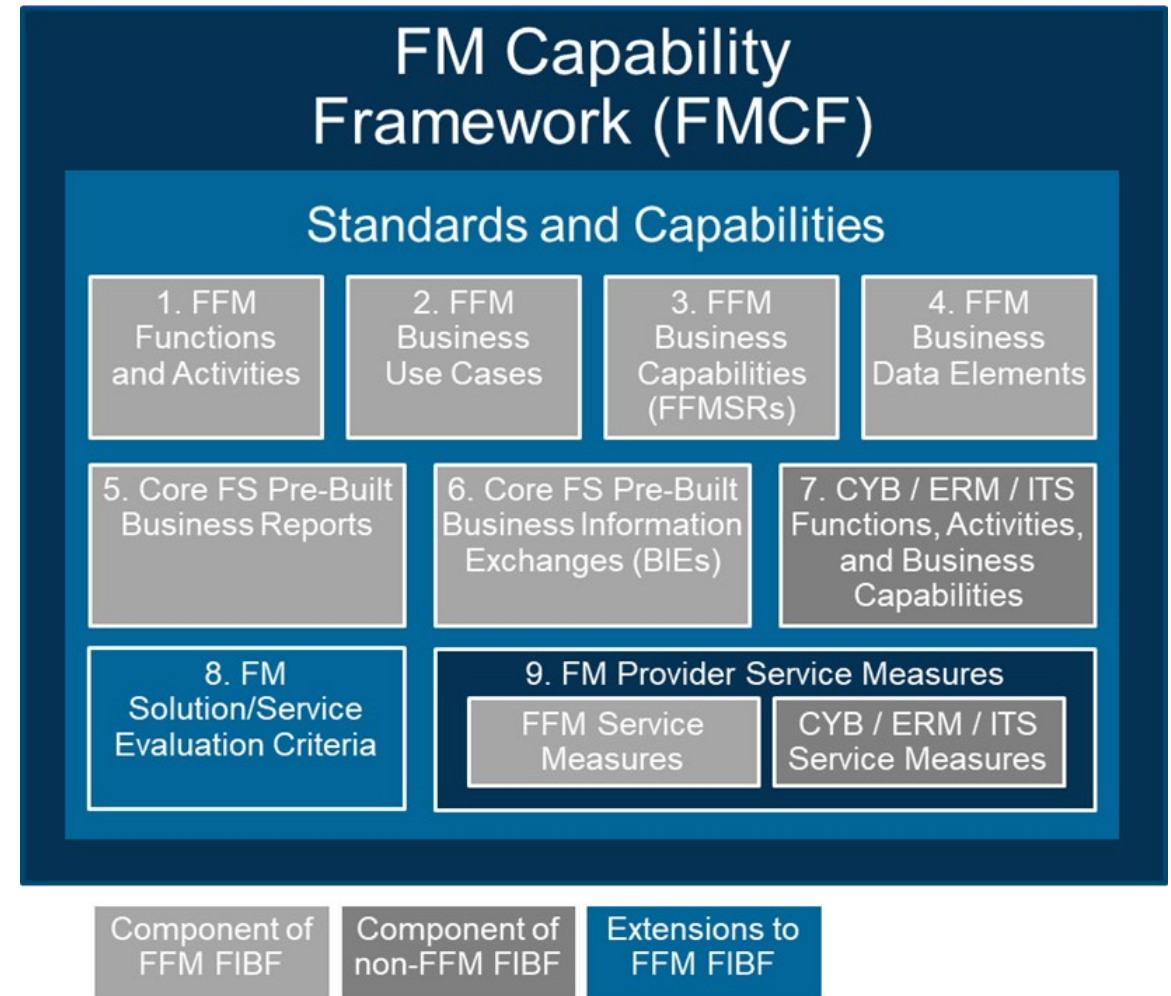 FM Capability
Framework (FMCF)
Standards and Capabilities
1. FFM
Functions
and Activities
2. FFM
Business
Use Cases
3. FFM
Business
Capabilities
(FFMSRs)
4. FFM
Business
Data Elements
5. Core FS Pre-Built
Business Reports
6. Core FS Pre-Built
Business Information
Exchanges (BIEs)
7. CYB / ERM / ITS
Functions, Activities,
and Business
Capabilities
8. FM
Solution/Service
Evaluation Criteria
9. FM Provider Service Measures
FFM Service
Measures
CYB / ERM / ITS
Service Measures
Component of
FFM FIBF
Component of
non-FFM FIBF
Extensions to
FFM FIBF